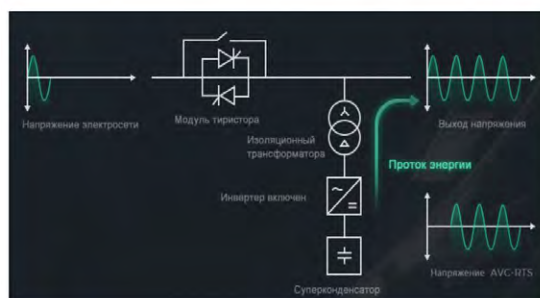 Напряжение электросети
Модуль тиристора
Изоляционный
трансформатора
Выход напряжения
Проток энергии
Инвертер включен
Суперконденсатор
Напряжение AVC-RTS